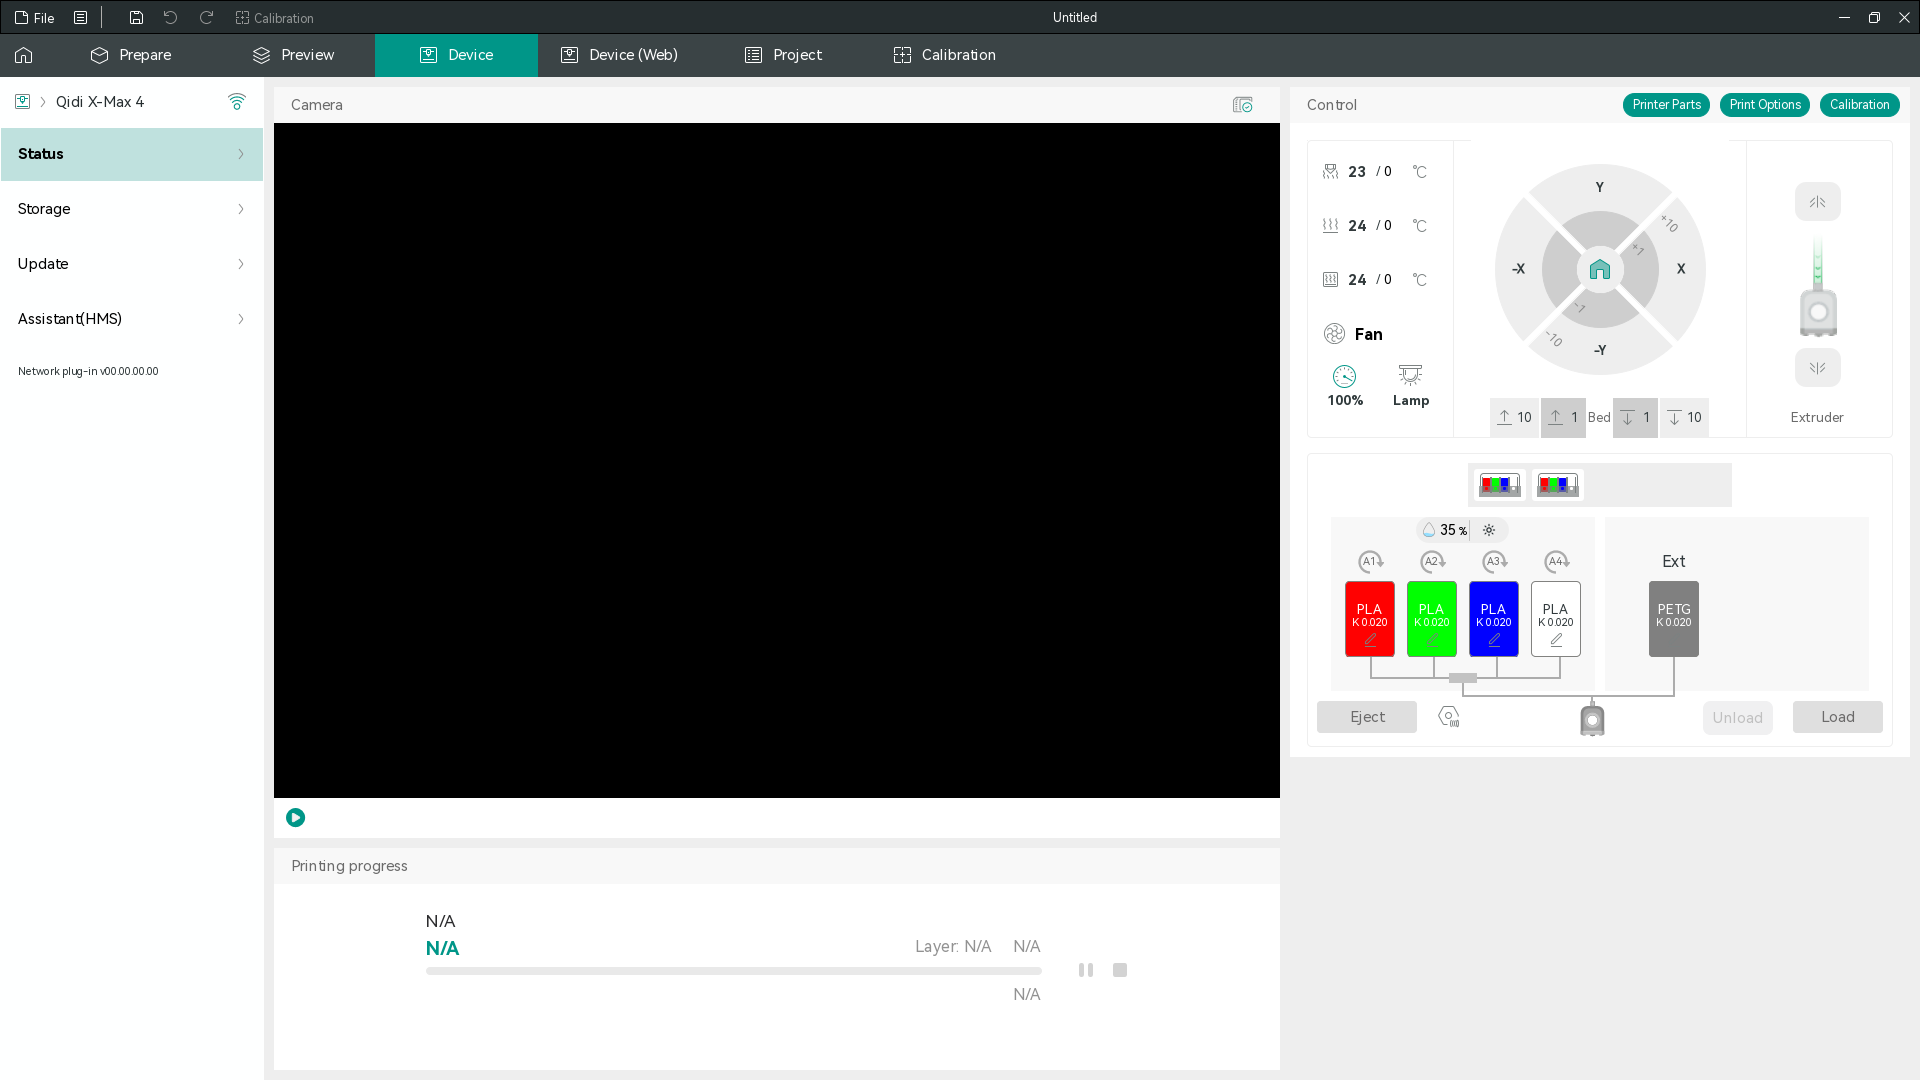 File
Calibration
Untitled
Prepare
Preview
Device
Device (Web)
Project
Calibration
Qidi X-Max 4
Status
Storage
Update
Assistant(HMS)
Network plug-in v00.00.00.00
Camera
Printing progress
N/A
N/A
Layer: N/A
N/A
N/A
Control
Printer Parts
Print Options
Calibration
23 / 0 °C
24 / 0 °C
24 / 0 °C
Fan
100%
Lamp
Y
+10
+1
-X
X
-1
-10
-Y
10
1
Bed
1
10
Extruder
35 %
A1
A2
A3
A4
Ext
PLA
K 0.020
PLA
K 0.020
PLA
K 0.020
PLA
K 0.020
PETG
K 0.020
Eject
Unload
Load